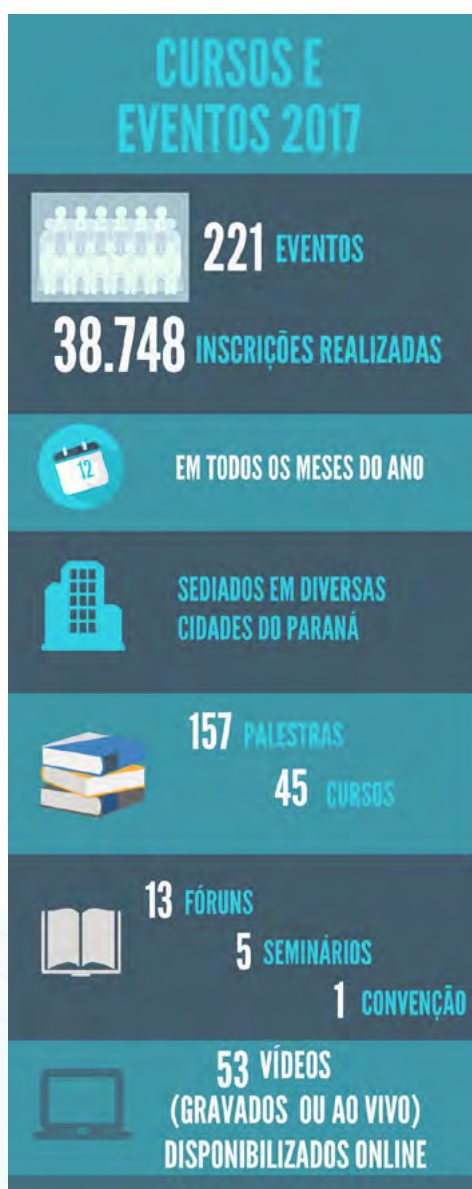 CURSOS E
EVENTOS 2017
221 EVENTOS
38.748 INSCRIÇÕES REALIZADAS
12
EM TODOS OS MESES DO ANO
SEDIADOS EM DIVERSAS
CIDADES DO PARANÁ
157 PALESTRAS
45 CURSOS
13 FÓRUNS
5 SEMINÁRIOS
1 CONVENÇÃO
53 VÍDEOS
(GRAVADOS OU AO VIVO)
DISPONIBILIZADOS ONLINE